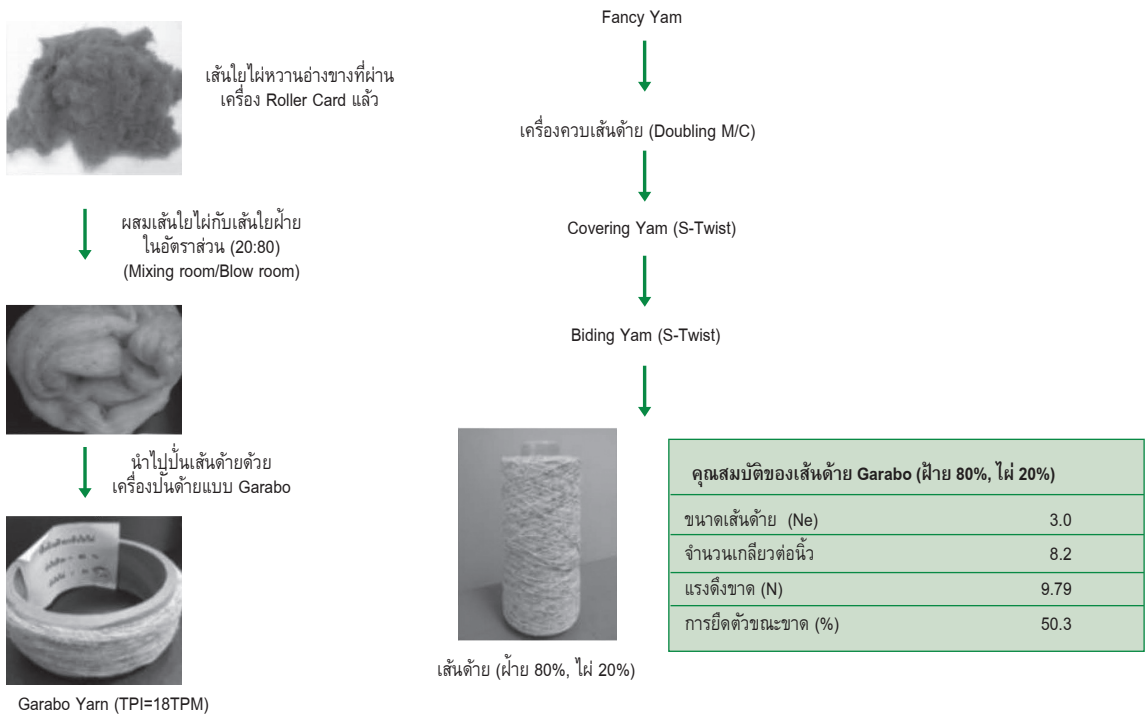 เส้นใยไผ่หวานอ่างขางที่ผ่าน
เครื่อง Roller Card แล้ว
ผสมเส้นใยไผ่กับเส้นใยฝ้าย
ในอัตราส่วน (20:80)
(Mixing room/Blow room)
นำไปปั่นเส้นด้ายด้วย
เครื่องปั่นด้ายแบบ Garabo
Garabo Yarn (TPI=18TPM)
Fancy Yam
เครื่องควบเส้นด้าย (Doubling M/C)
Covering Yam (S-Twist)
Biding Yam (S-Twist)
เส้นด้าย (ฝ้าย 80%, ไผ่ 20%)
คุณสมบัติของเส้นด้าย Garabo (ฝ้าย 80%, ไผ่ 20%)
ขนาดเส้นด้าย (Ne) 3.0
จำนวนเกลียวต่อนิ้ว 8.2
แรงดึงขาด (N) 9.79
การยืดตัวขณะขาด (%) 50.3